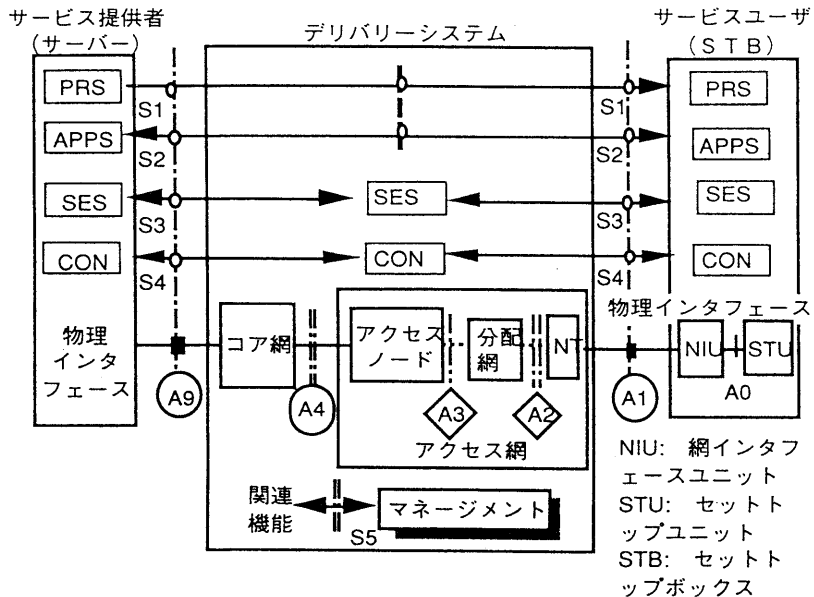 サービス提供者
(サーバー)
デリバリーシステム
サービスユーザ
(STB)
PRS
S1
S1
PRS
APPS
S2
S2
APPS
SES
S3
SES
S3
SES
CON
S4
CON
S4
CON
物理インタフェース
物理
インタ
フェース
コア網
アクセス
ノード
分配
網
NT
NIU
STU
A0
A9
A4
A3
A2
A1
アクセス網
関連
機能
S5
マネージメント
NIU: 網インタフ
ェースユニット
STU: セットト
ップユニット
STB: セットト
ップボックス